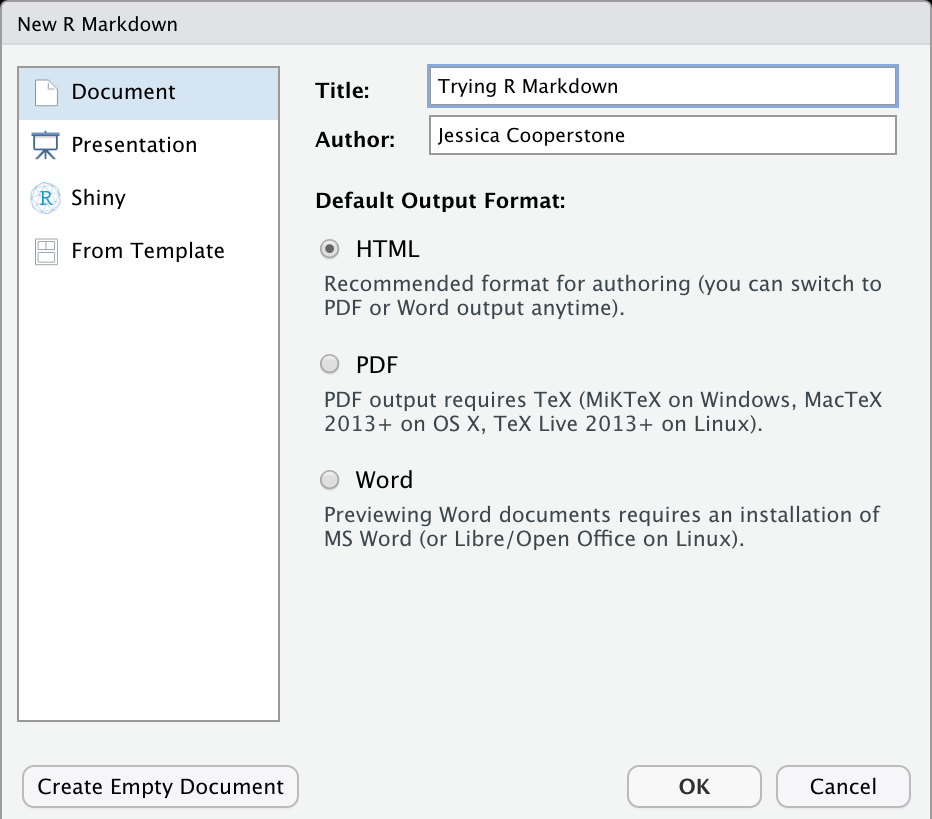 New R Markdown
Document
Presentation
R Shiny
From Template
Title: Trying R Markdown
Author: Jessica Cooperstone
Default Output Format:
HTML
Recommended format for authoring (you can switch to
PDF or Word output anytime).
PDF
PDF output requires TeX (MiKTeX on Windows, MacTeX
2013+ on OS X, TeX Live 2013+ on Linux).
Word
Previewing Word documents requires an installation of
MS Word (or Libre/Open Office on Linux).
Create Empty Document
OK
Cancel